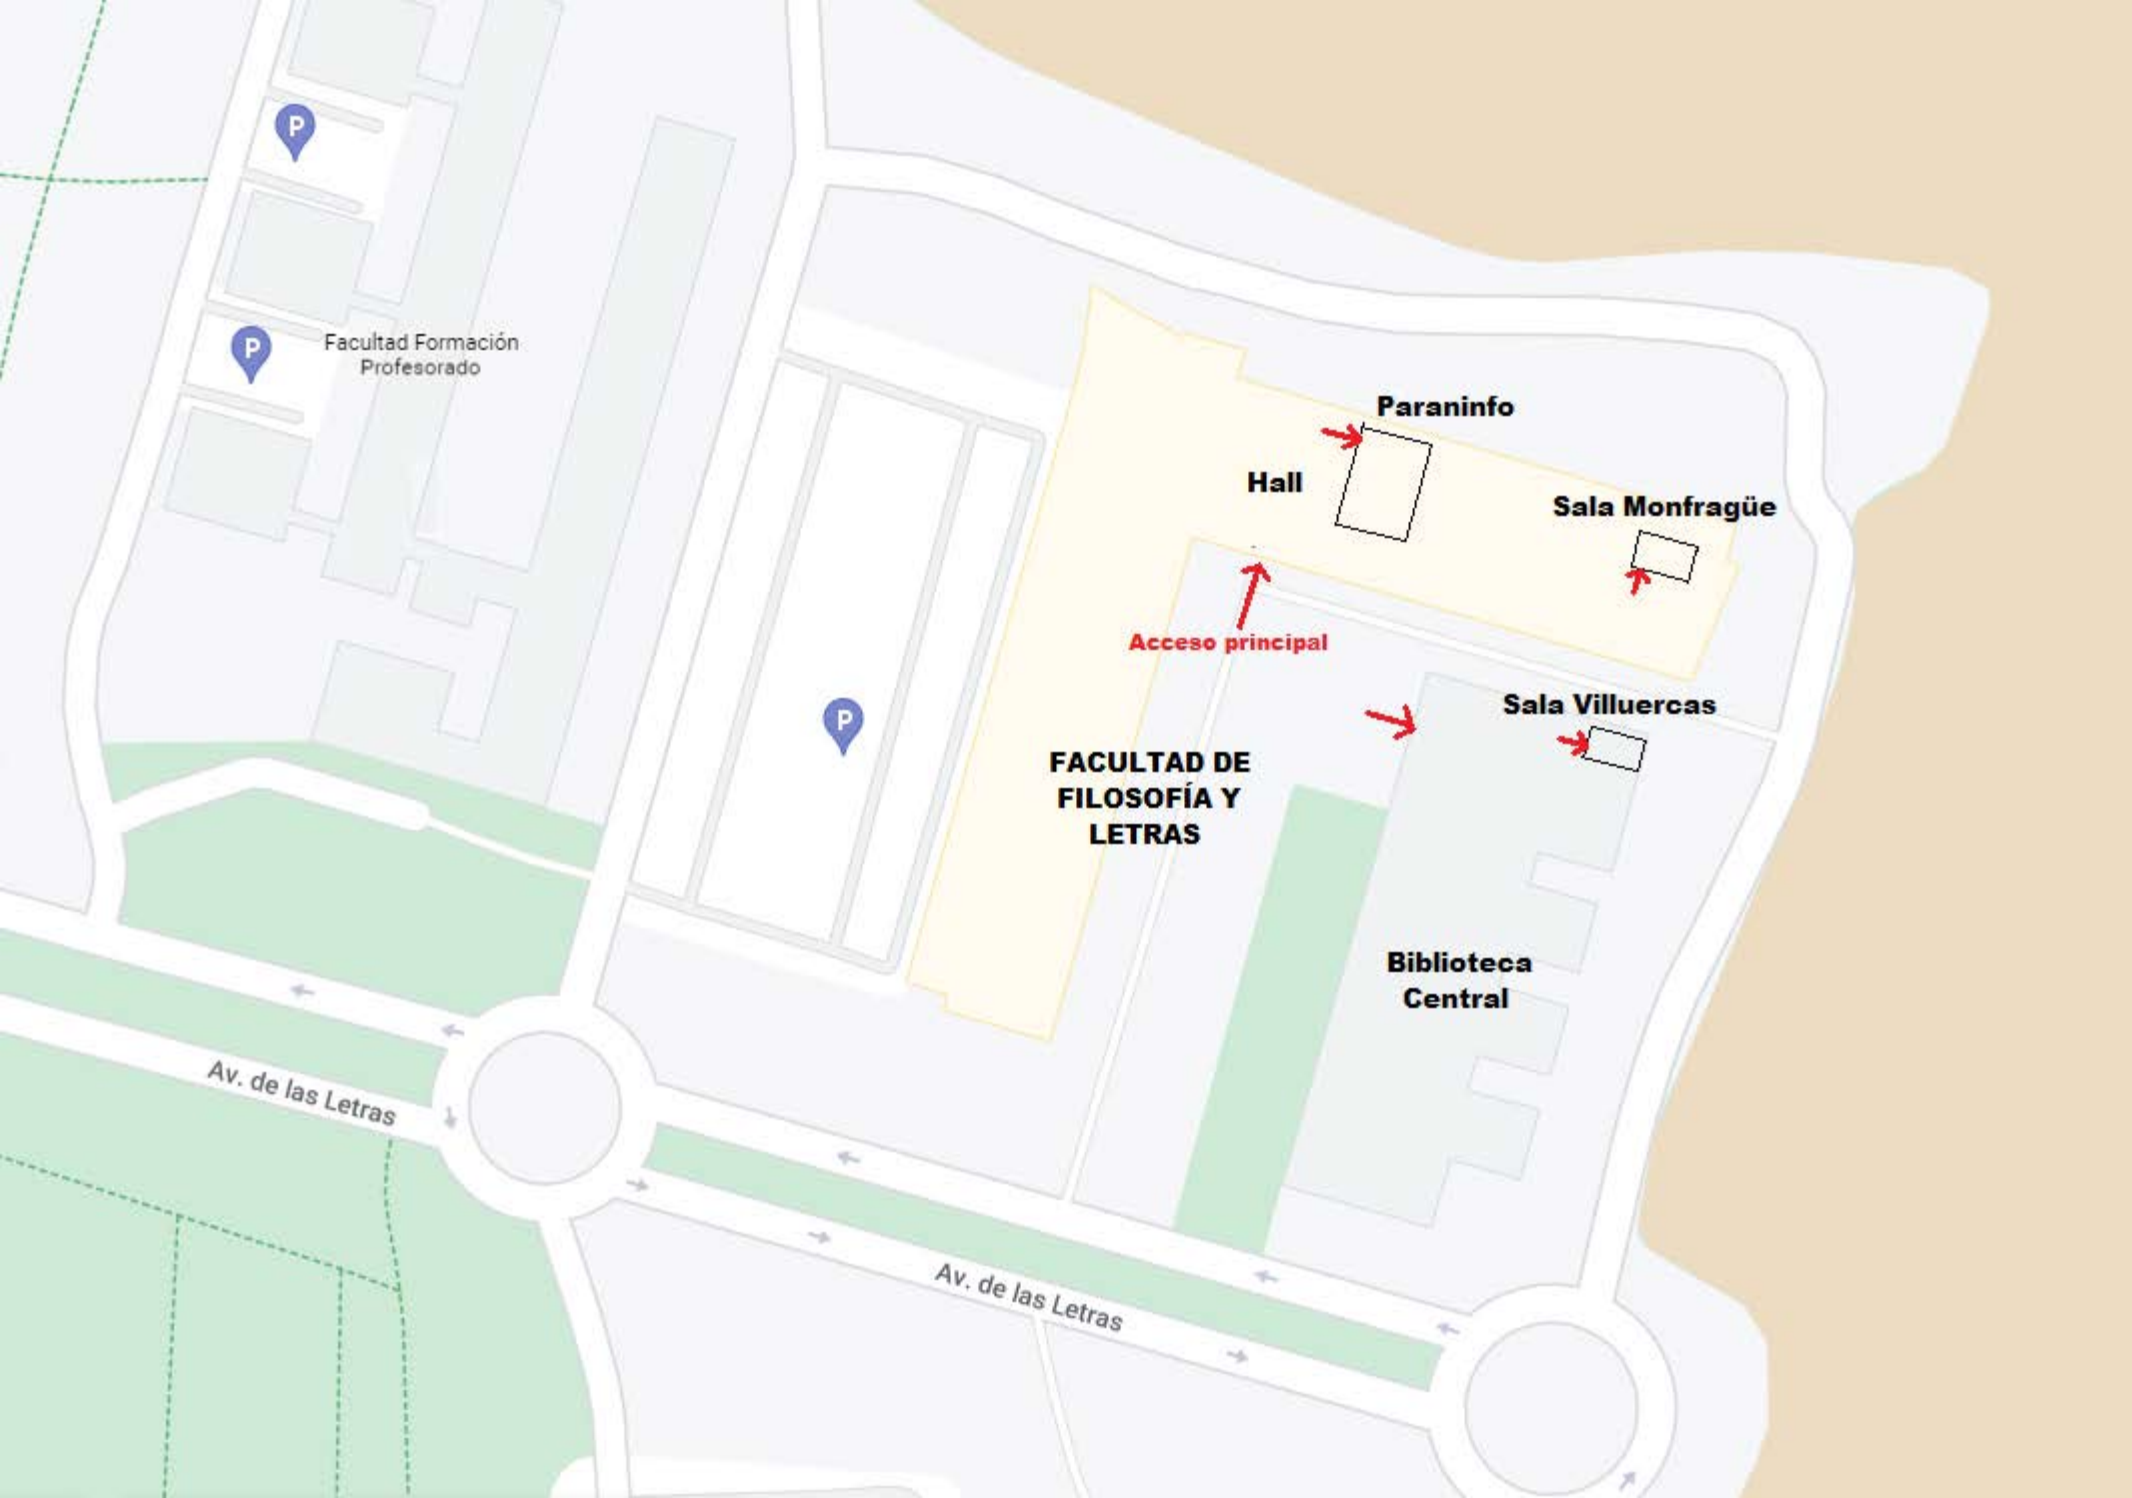 P
P
Facultad Formación
Profesorado
Paraninfo
Hall
Sala Monfragüe
Acceso principal
P
Sala Villuercas
FACULTAD DE
FILOSOFÍA Y
LETRAS
Biblioteca
Central
Av. de las Letras
Av. de las Letras